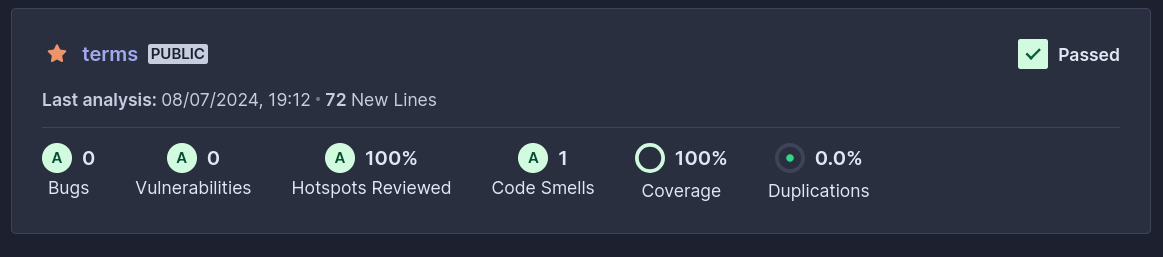 terms PUBLIC Passed
Last analysis: 08/07/2024, 19:12 • 72 New Lines
A 0 A 0 A 100% A 1 100% 0.0%
Bugs Vulnerabilities Hotspots Reviewed Code Smells Coverage Duplications